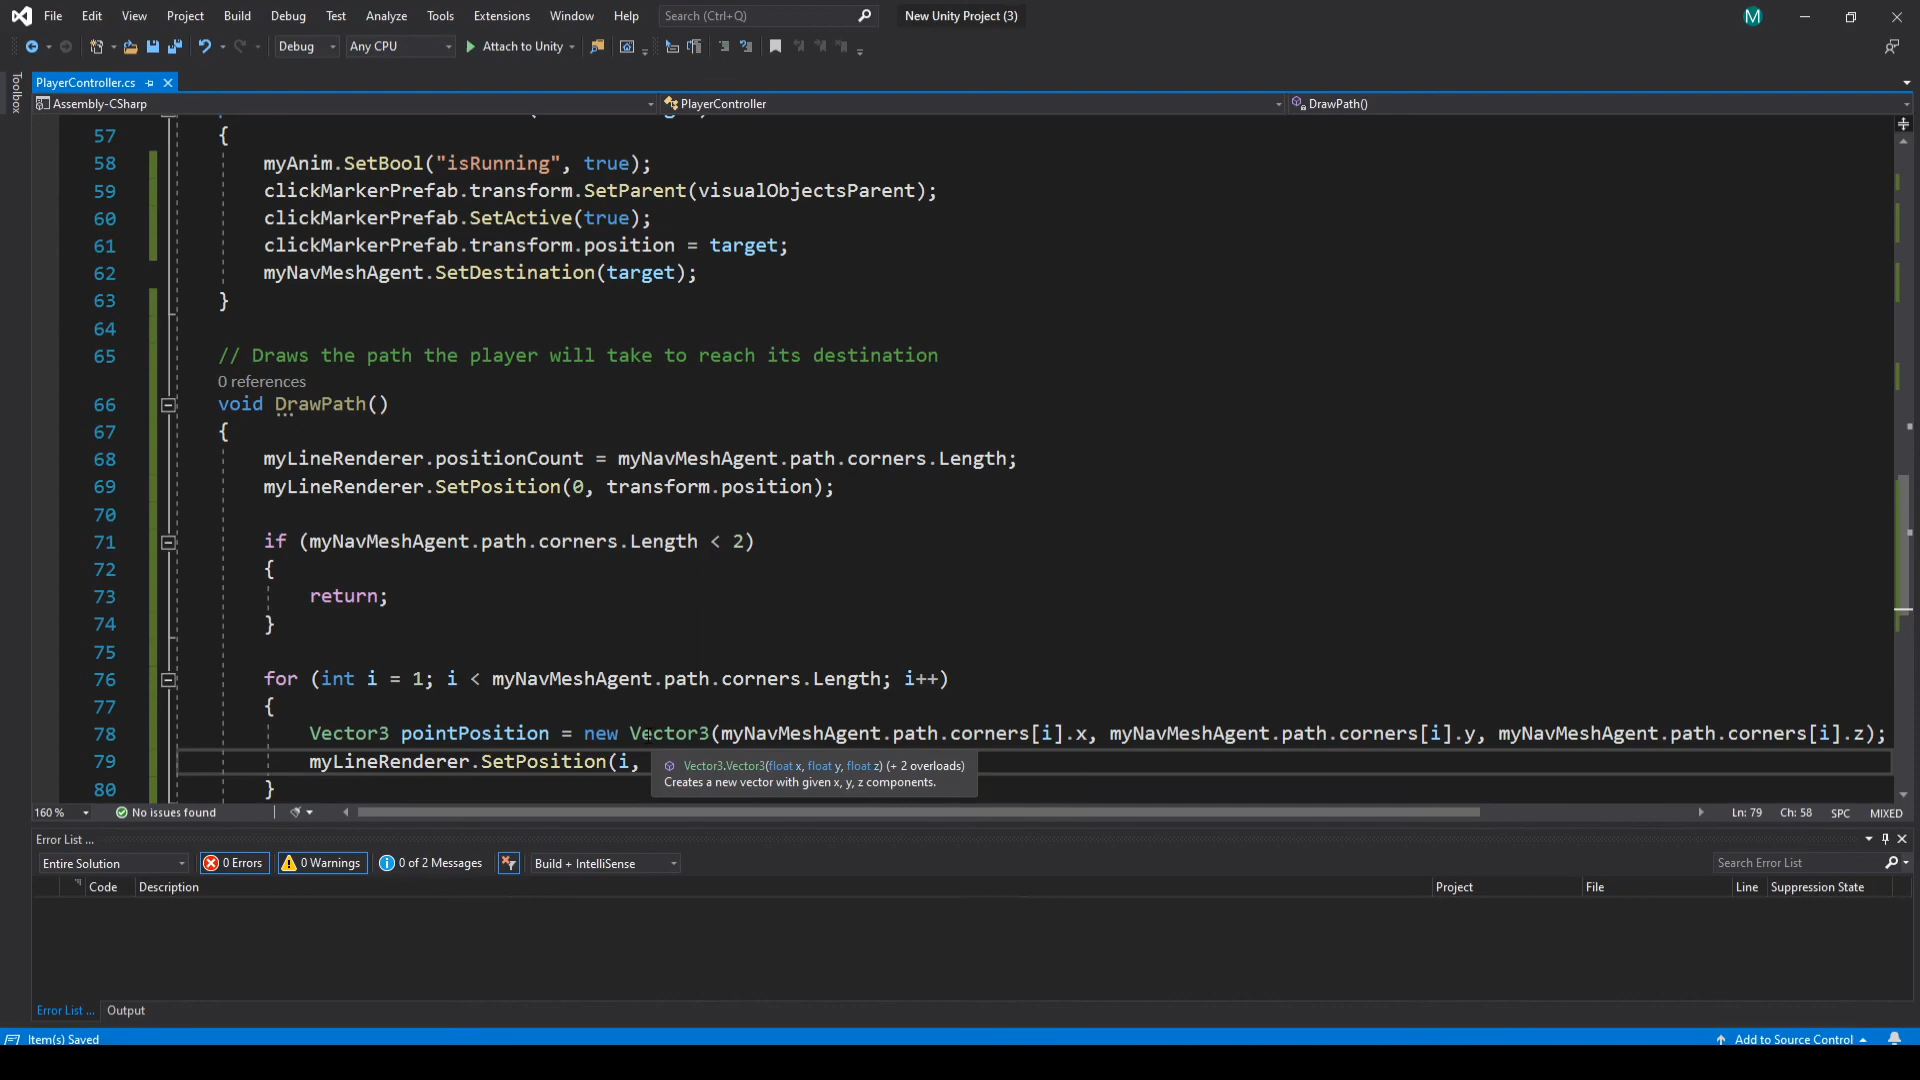 File Edit View Project Build Debug Test Analyze Tools Extensions Window Help Search (Ctrl+Q) New Unity Project (3) M
Debug Any CPU Attach to Unity
Toolbox
PlayerController.cs
Assembly-CSharp PlayerController DrawPath()
57 {
58 myAnim.SetBool("isRunning", true);
59 clickMarkerPrefab.transform.SetParent(visualObjectsParent);
60 clickMarkerPrefab.SetActive(true);
61 clickMarkerPrefab.transform.position = target;
62 myNavMeshAgent.SetDestination(target);
63 }
64
65 // Draws the path the player will take to reach its destination
0 references
66 void DrawPath()
67 {
68 myLineRenderer.positionCount = myNavMeshAgent.path.corners.Length;
69 myLineRenderer.SetPosition(0, transform.position);
70
71 if (myNavMeshAgent.path.corners.Length < 2)
72 {
73 return;
74 }
75
76 for (int i = 1; i < myNavMeshAgent.path.corners.Length; i++)
77 {
78 Vector3 pointPosition = new Vector3(myNavMeshAgent.path.corners[i].x, myNavMeshAgent.path.corners[i].y, myNavMeshAgent.path.corners[i].z);
79 myLineRenderer.SetPosition(i,
Vector3.Vector3(float x, float y, float z) (+ 2 overloads)
Creates a new vector with given x, y, z components.
80 }
160 % No issues found Ln: 79 Ch: 58 SPC MIXED
Error List ...
Entire Solution 0 Errors 0 Warnings 0 of 2 Messages Build + IntelliSense Search Error List
Code Description Project File Line Suppression State
Error List ... Output
Item(s) Saved Add to Source Control